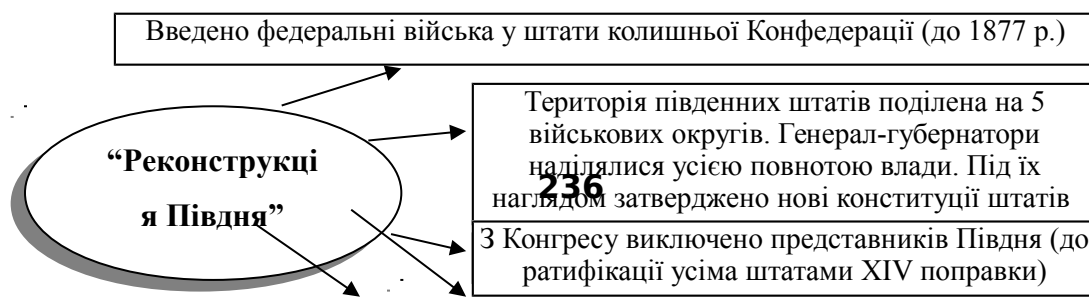 Введено федеральні війська у штати колишньої Конфедерації (до 1877 р.)
“Реконструкці
я Півдня”
Територія південних штатів поділена на 5
військових округів. Генерал-губернатори
наділялися усією повнотою влади. Під їх
наглядом затверджено нові конституції штатів
236
З Конгресу виключено представників Півдня (до
ратифікації усіма штатами XIV поправки)